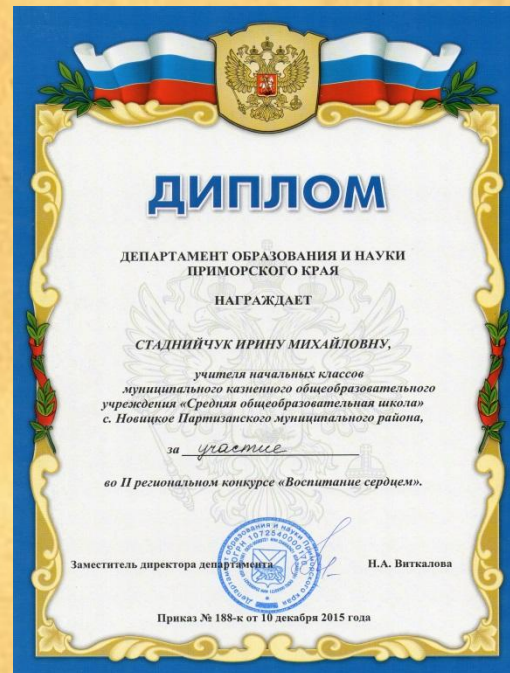 ДИПЛОМ
ДЕПАРТАМЕНТ ОБРАЗОВАНИЯ И НАУКИ
ПРИМОРСКОГО КРАЯ
НАГРАЖДАЕТ
СТАДНИЙЧУК ИРИНУ МИХАЙЛОВНУ,
учителя начальных классов
муниципального казенного общеобразовательного
учреждения «Средняя общеобразовательная школа»
с. Новицкое Партизанского муниципального района,
за участие
во II региональном конкурсе «Воспитание сердцем».
Заместитель директора департамента Н.А. Виткалова
Приказ № 188-к от 10 декабря 2015 года